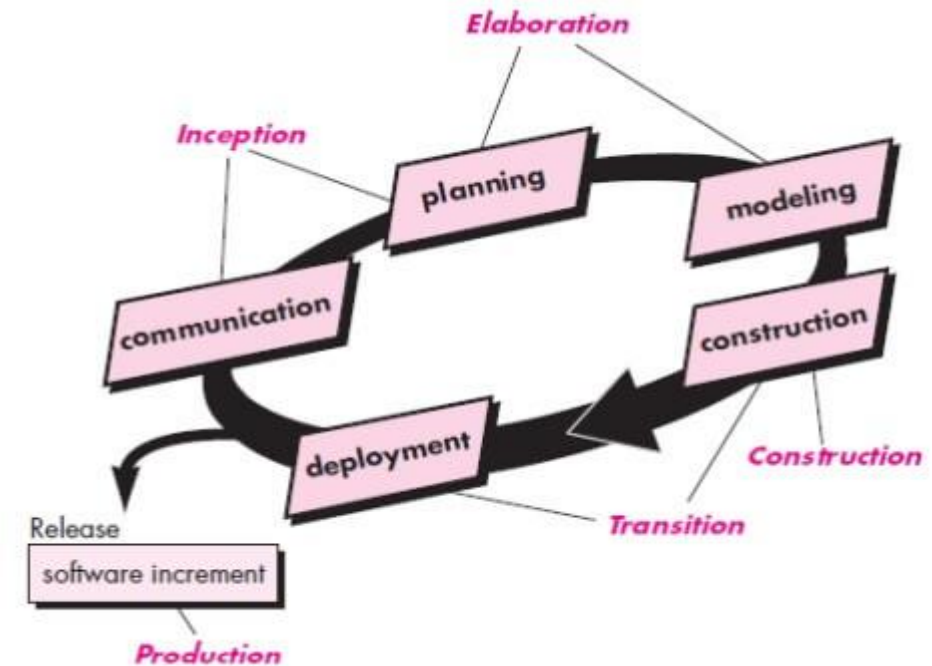 Elaboration
Inception
planning
modeling
communication
construction
deployment
Construction
Transition
Release
software increment
Production